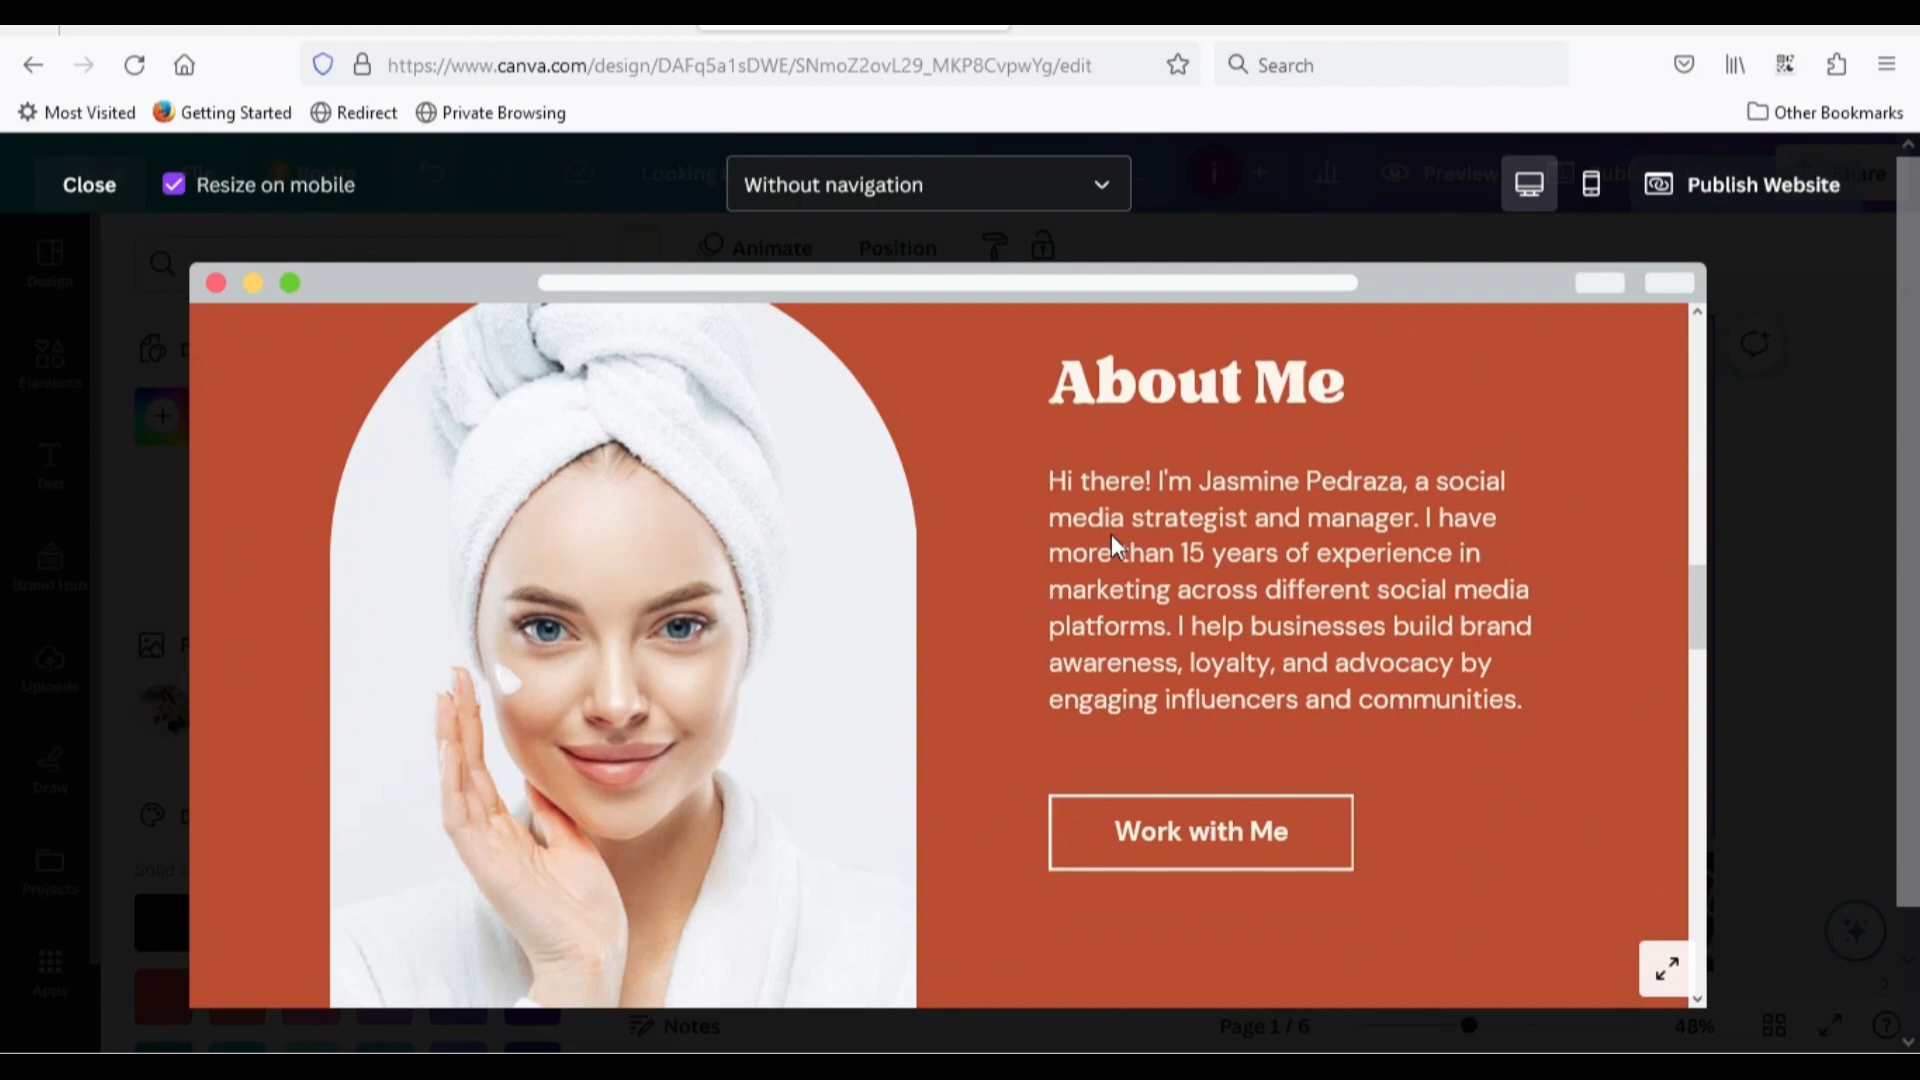 https://www.canva.com/design/DAFq5a1sDWE/SNmoZ2ovL29_MKP8CvpwYg/edit
Search
Most Visited
Getting Started
Redirect
Private Browsing
Other Bookmarks
Close
Resize on mobile
Looking
Without navigation
Preview
Publish Website
Share
Animate
Position
Design
Elements
Text
Brand Hub
Uploads
Draw
Projects
Apps
About Me
Hi there! I'm Jasmine Pedraza, a social
media strategist and manager. I have
more than 15 years of experience in
marketing across different social media
platforms. I help businesses build brand
awareness, loyalty, and advocacy by
engaging influencers and communities.
Work with Me
Solid
Notes
Page 1 / 6
48%